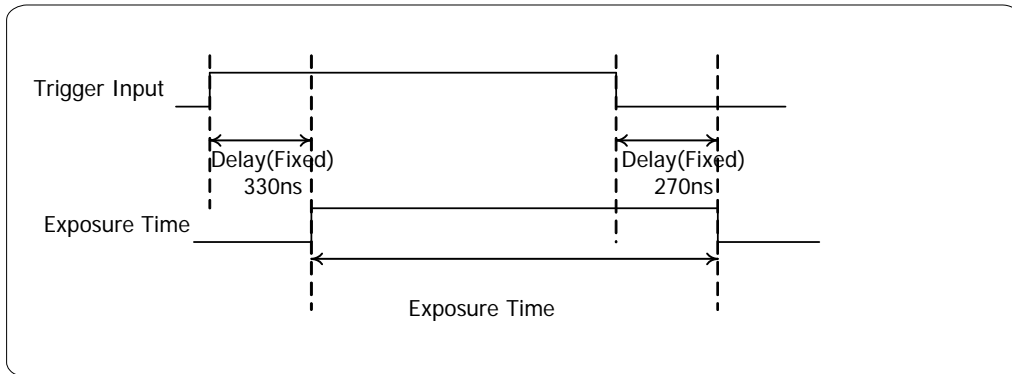 Trigger Input
Delay(Fixed)
330ns
Delay(Fixed)
270ns
Exposure Time
Exposure Time